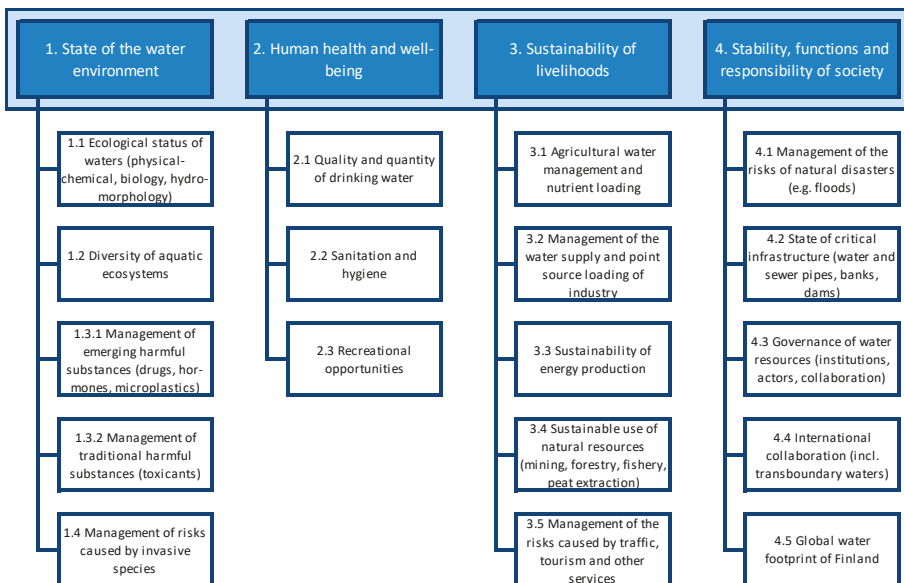 1. State of the water
environment
2. Human health and well-
being
3. Sustainability of
livelihoods
4. Stability, functions and
responsibility of society
1.1 Ecological status of
waters (physical-
chemical, biology, hydro-
morphology)
1.2 Diversity of aquatic
ecosystems
1.3.1 Management of
emerging harmful
substances (drugs, hor-
mones, microplastics)
1.3.2 Management of
traditional harmful
substances (toxicants)
1.4 Management of risks
caused by invasive
species
2.1 Quality and quantity
of drinking water
2.2 Sanitation and
hygiene
2.3 Recreational
opportunities
3.1 Agricultural water
management and
nutrient loading
3.2 Management of the
water supply and point
source loading of
industry
3.3 Sustainability of
energy production
3.4 Sustainable use of
natural resources
(mining, forestry, fishery,
peat extraction)
3.5 Management of the
risks caused by traffic,
tourism and other
services
4.1 Management of the
risks of natural disasters
(e.g. floods)
4.2 State of critical
infrastructure (water and
sewer pipes, banks,
dams)
4.3 Governance of water
resources (institutions,
actors, collaboration)
4.4 International
collaboration (incl.
transboundary waters)
4.5 Global water
footprint of Finland